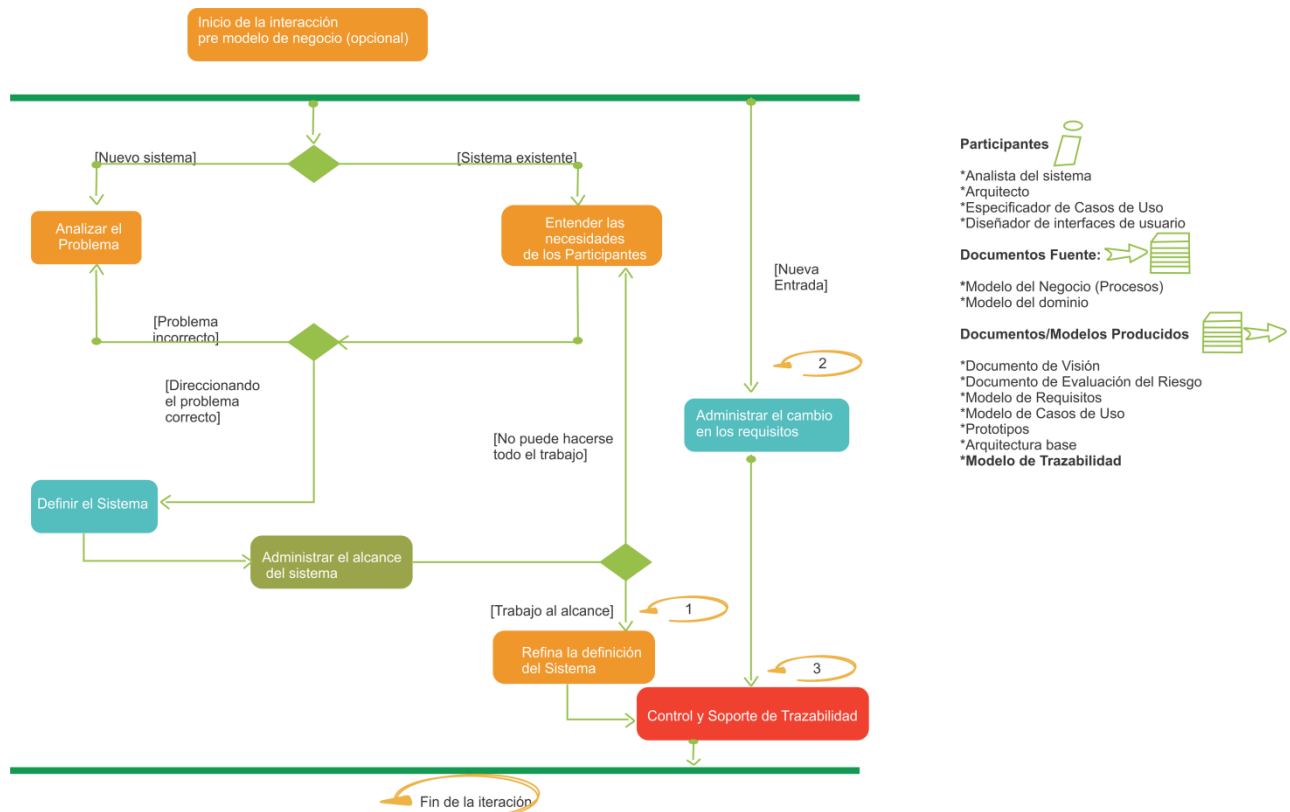 Inicio de la interacción
pre modelo de negocio (opcional)
[Nuevo sistema]
[Sistema existente]
Analizar el
Problema
Entender las
necesidades
de los Participantes
[Nueva
Entrada]
[Problema
incorrecto]
[Direccionando
el problema
correcto]
2
Administrar el cambio
en los requisitos
[No puede hacerse
todo el trabajo]
Definir el Sistema
Administrar el alcance
del sistema
[Trabajo al alcance]
1
Refina la definición
del Sistema
3
Control y Soporte de Trazabilidad
Fin de la iteración
Participantes
*Analista del sistema
*Arquitecto
*Especificador de Casos de Uso
*Diseñador de interfaces de usuario
Documentos Fuente:
*Modelo del Negocio (Procesos)
*Modelo del dominio
Documentos/Modelos Producidos
*Documento de Visión
*Documento de Evaluación del Riesgo
*Modelo de Requisitos
*Modelo de Casos de Uso
*Prototipos
*Arquitectura base
*Modelo de Trazabilidad